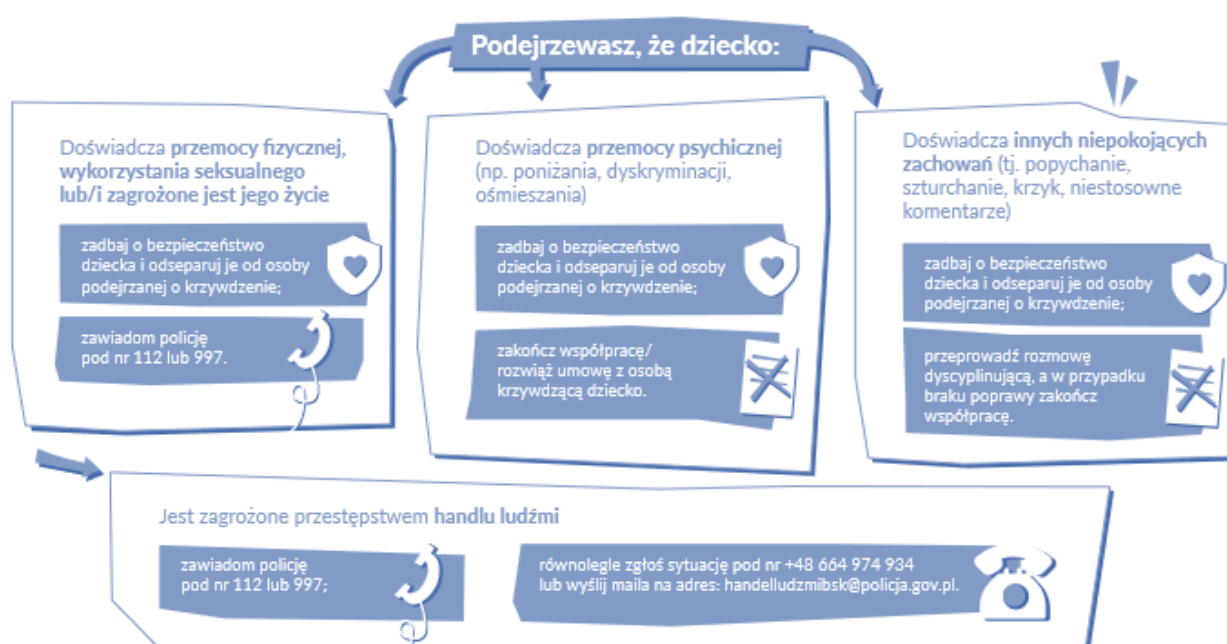 Podejrzewasz, że dziecko:
Doświadcza przemocy fizycznej,
wykorzystania seksualnego
lub/i zagrożone jest jego życie
zadbaj o bezpieczeństwo
dziecka i odseparuj je od osoby
podejrzanej o krzywdzenie;
zawiadom policję
pod nr 112 lub 997.
Doświadcza przemocy psychicznej
(np. poniżania, dyskryminacji,
ośmieszania)
zadbaj o bezpieczeństwo
dziecka i odseparuj je od osoby
podejrzanej o krzywdzenie;
zakończ współpracę/
rozwiąż umowę z osobą
krzywdzącą dziecko.
Doświadcza innych niepokojących
zachowań (tj. popychanie,
szturchanie, krzyk, niestosowne
komentarze)
zadbaj o bezpieczeństwo
dziecka i odseparuj je od osoby
podejrzanej o krzywdzenie;
przeprowadź rozmowę
dyscyplinującą, a w przypadku
braku poprawy zakończ
współpracę.
Jest zagrożone przestępstwem handlu ludźmi
zawiadom policję
pod nr 112 lub 997;
równolegle zgłoś sytuację pod nr +48 664 974 934
lub wyślij maila na adres: handelludzmibsk@policja.gov.pl.